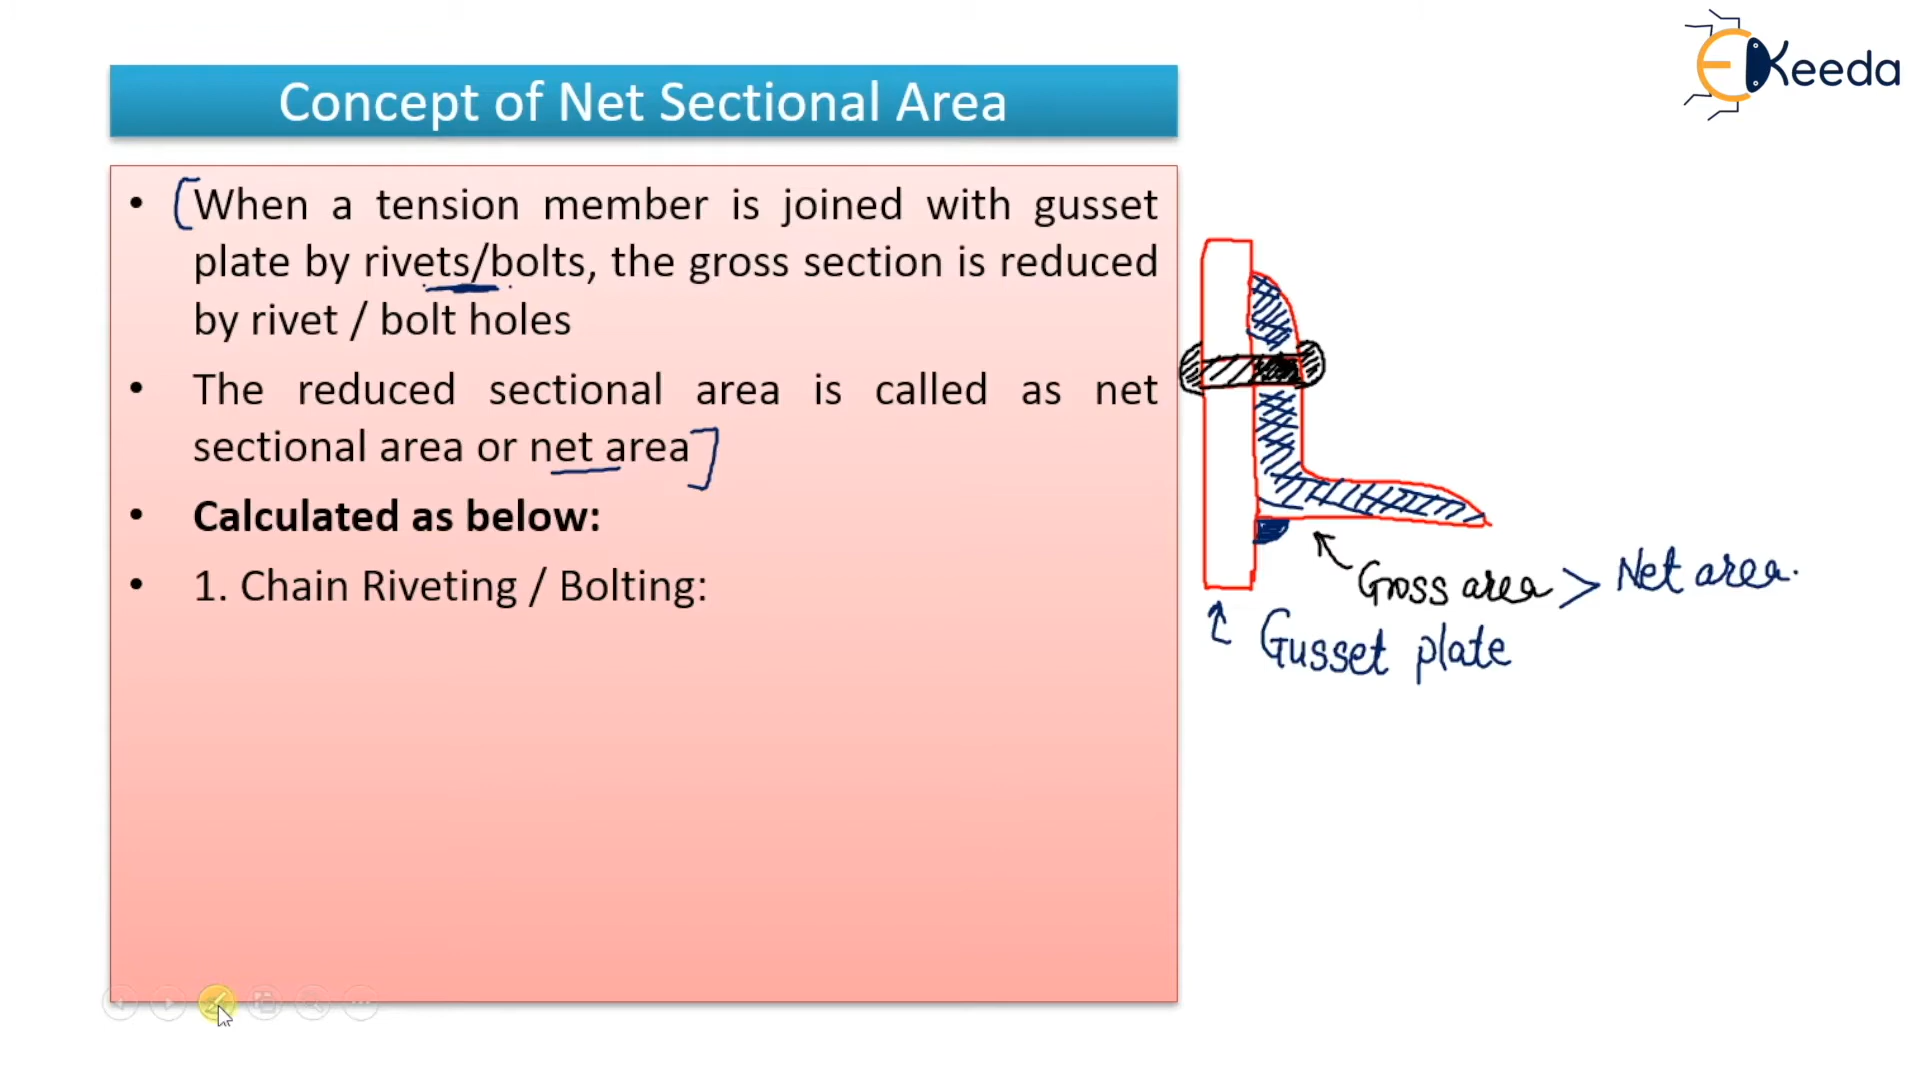 EKeeda
Concept of Net Sectional Area
• When a tension member is joined with gusset
plate by rivets/bolts, the gross section is reduced
by rivet / bolt holes
• The reduced sectional area is called as net
sectional area or net area
• Calculated as below:
• 1. Chain Riveting / Bolting:
Gross area > Net area.
Gusset plate